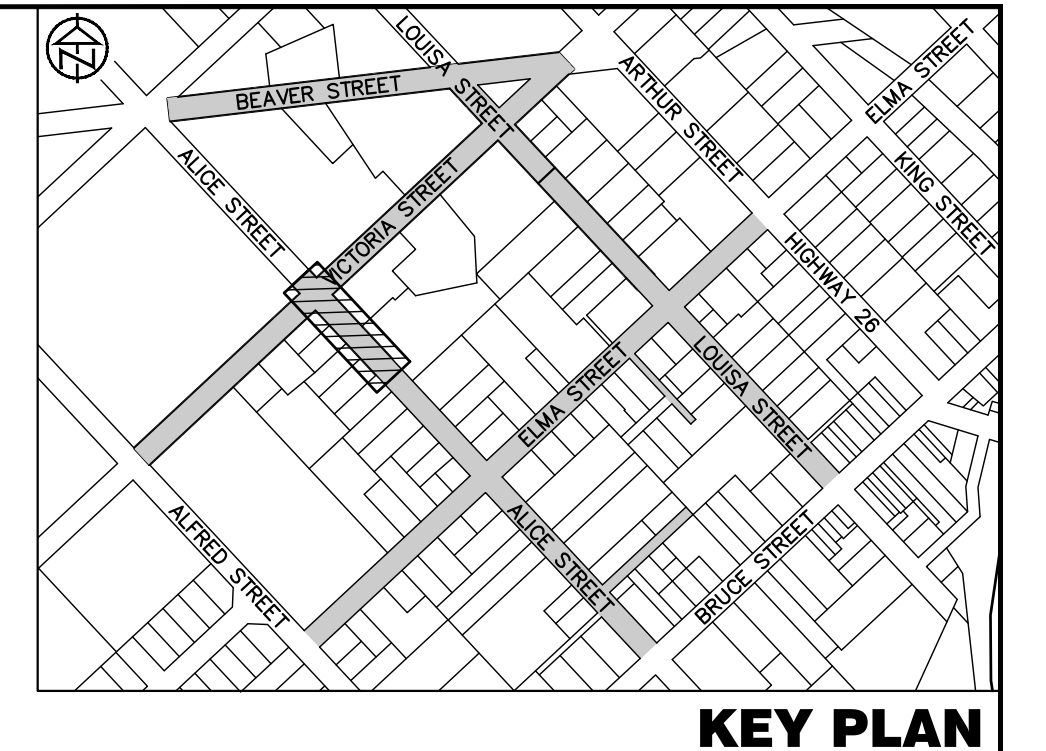 N
LOUISA STREET
BEAVER STREET
ARTHUR STREET
ELMA STREET
ALICE STREET
KING STREET
VICTORIA STREET
HIGHWAY 26
ELMA STREET
LOUISA STREET
ALFRED STREET
ALICE STREET
BRUCE STREET
KEY PLAN